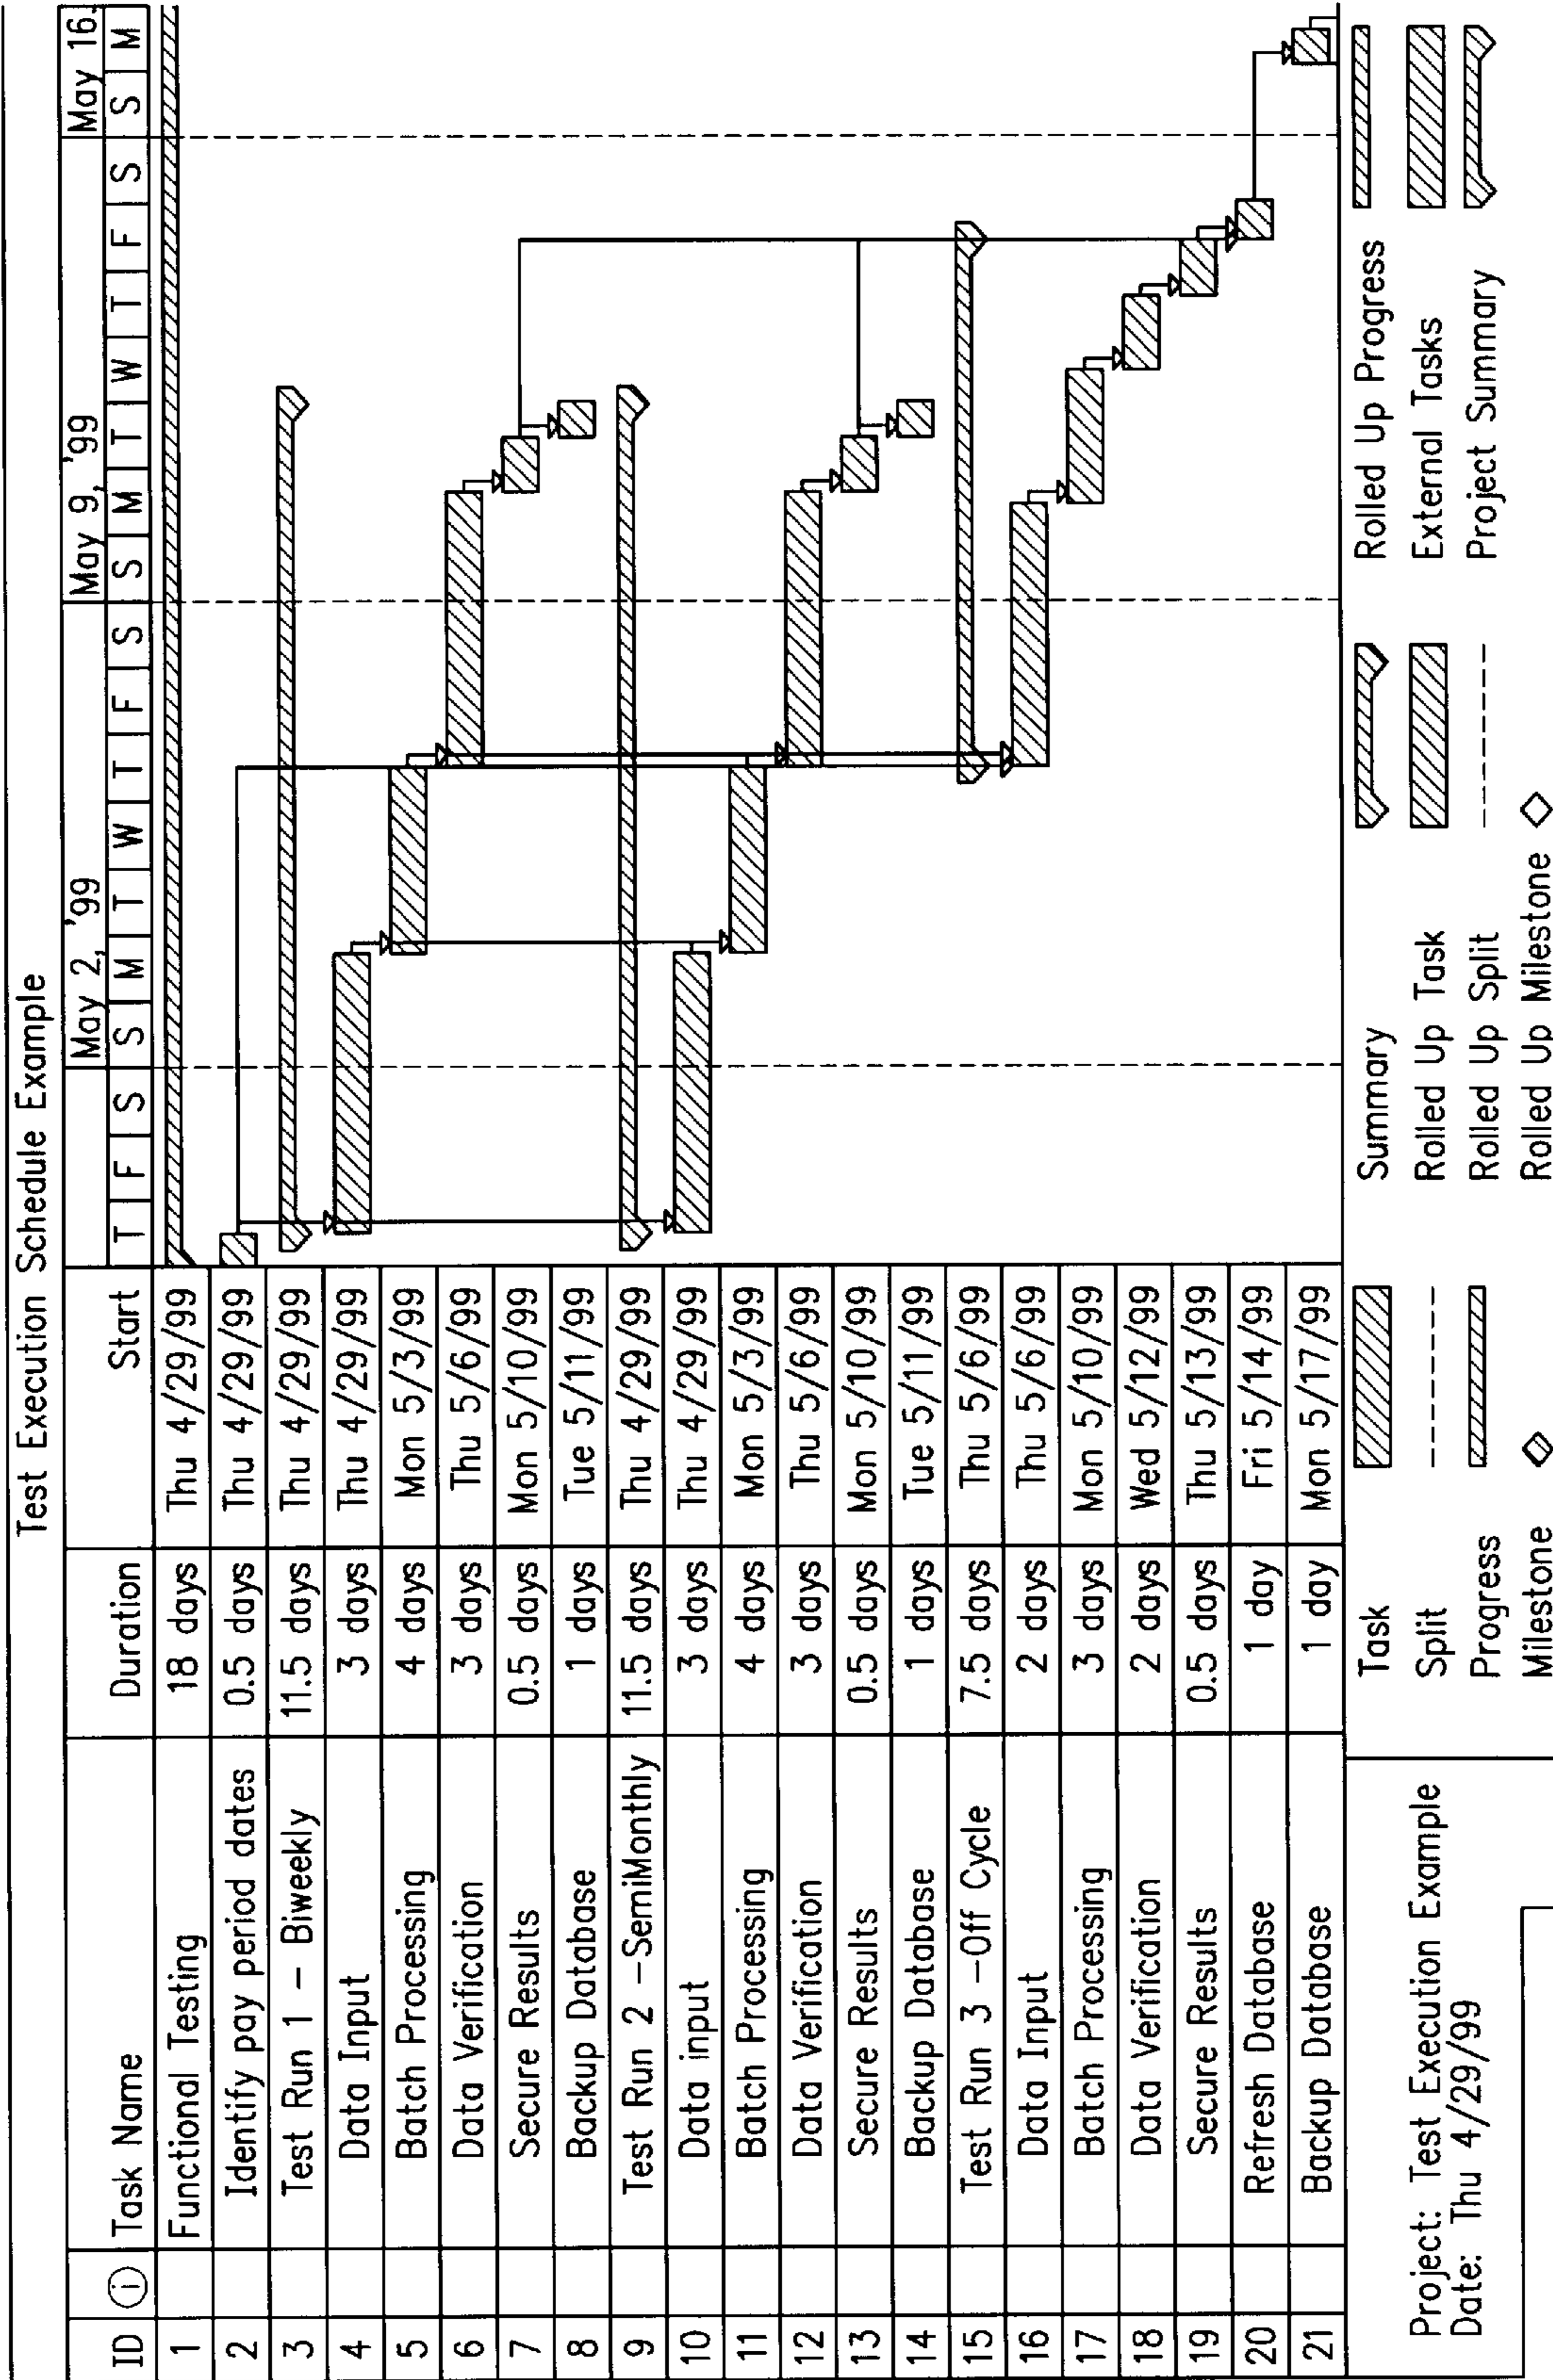 Test Execution Schedule Example
May 2, '99 May 9, '99 May 16,
ID i Task Name Duration Start T F S S M T W T F S S M T W T F S S M
1 Functional Testing 18 days Thu 4/29/99
2 Identify pay period dates 0.5 days Thu 4/29/99
3 Test Run 1 - Biweekly 11.5 days Thu 4/29/99
4 Data Input 3 days Thu 4/29/99
5 Batch Processing 4 days Mon 5/3/99
6 Data Verification 3 days Thu 5/6/99
7 Secure Results 0.5 days Mon 5/10/99
8 Backup Database 1 days Tue 5/11/99
9 Test Run 2 -SemiMonthly 11.5 days Thu 4/29/99
10 Data input 3 days Thu 4/29/99
11 Batch Processing 4 days Mon 5/3/99
12 Data Verification 3 days Thu 5/6/99
13 Secure Results 0.5 days Mon 5/10/99
14 Backup Database 1 days Tue 5/11/99
15 Test Run 3 -Off Cycle 7.5 days Thu 5/6/99
16 Data Input 2 days Thu 5/6/99
17 Batch Processing 3 days Mon 5/10/99
18 Data Verification 2 days Wed 5/12/99
19 Secure Results 0.5 days Thu 5/13/99
20 Refresh Database 1 day Fri 5/14/99
21 Backup Database 1 day Mon 5/17/99
Project: Test Execution Example
Date: Thu 4/29/99
Task Summary Rolled Up Progress
Split Rolled Up Task External Tasks
Progress Rolled Up Split Project Summary
Milestone Rolled Up Milestone